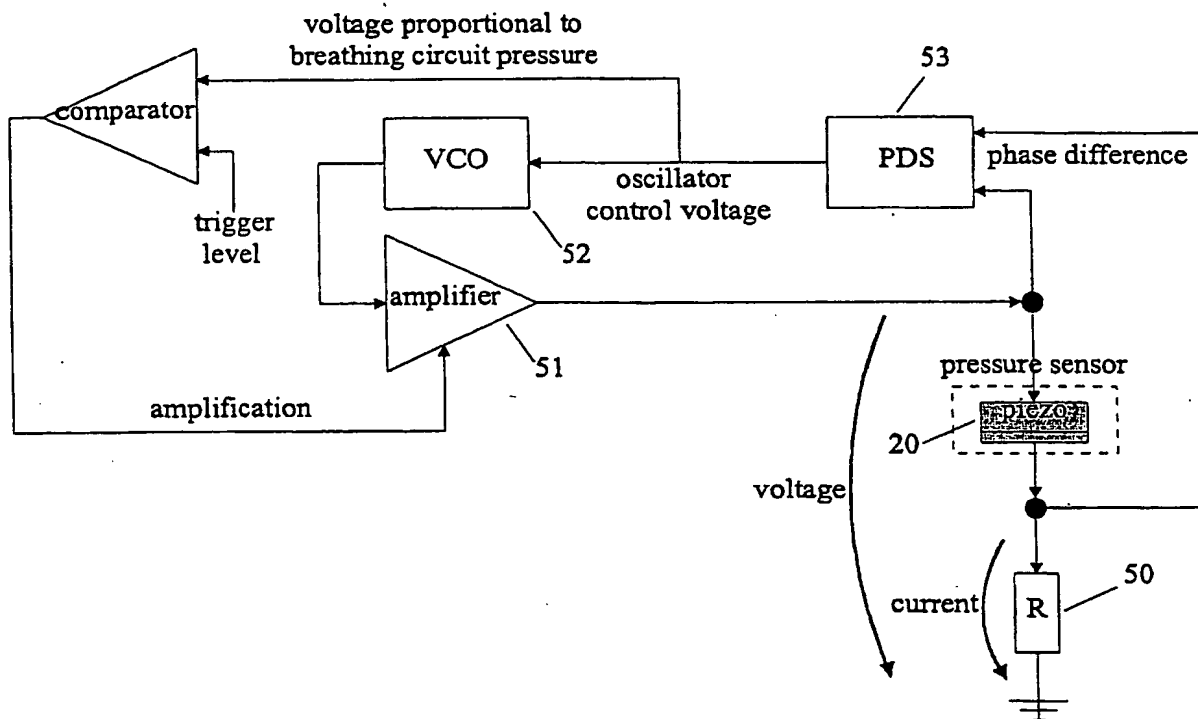 voltage proportional to
breathing circuit pressure
53
comparator
VCO
PDS
phase difference
oscillator
control voltage
trigger
level
52
amplifier
51
pressure sensor
amplification
piezo
20
voltage
50
current
R